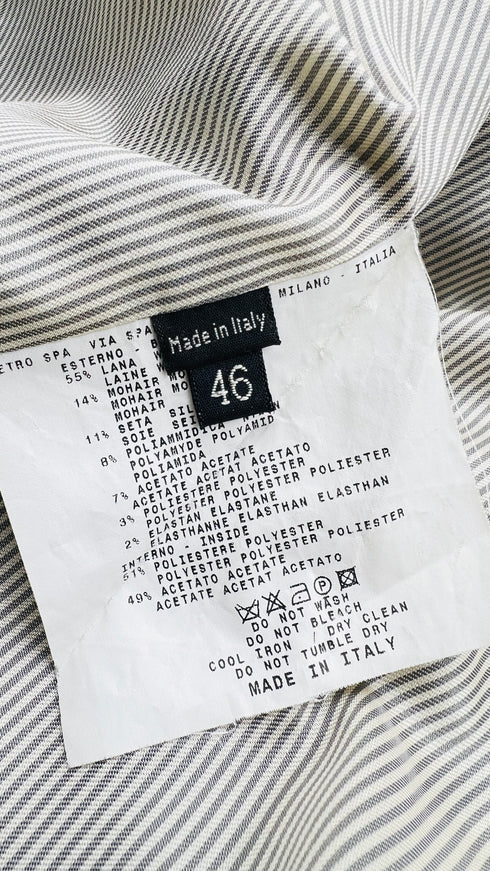 ETRO SPA VIA SPA MILANO - ITALIA
Made in Italy
46
ESTERNO -
55% LANA
LAINE
MOHAIR
14% MOHAIR
MOHAIR
SETA
11% SOIE
POLIAMMIDICA
8% POLYAMYDE POLYAMID
POLIAMIDA
ACETATO ACETATE
7% ACETATE ACETAT ACETATO
POLIESTERE POLYESTER
3% POLYESTER POLYESTER POLIESTER
ELASTAN ELASTANE
2% ELASTHANNE ELASTHAN ELASTHAN
INTERNO - INSIDE
51% POLIESTERE POLYESTER
POLYESTER POLYESTER POLIESTER
49% ACETATO ACETATE
ACETATE ACETAT ACETATO
P
DO NOT WASH
DO NOT BLEACH
COOL IRON / DRY CLEAN
DO NOT TUMBLE DRY
MADE IN ITALY